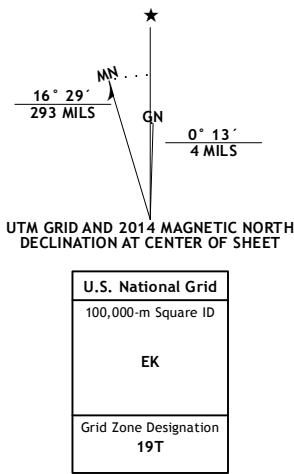 MN
GN
16° 29´
293 MILS
0° 13´
4 MILS
UTM GRID AND 2014 MAGNETIC NORTH
DECLINATION AT CENTER OF SHEET
U.S. National Grid
100,000-m Square ID
EK
Grid Zone Designation
19T